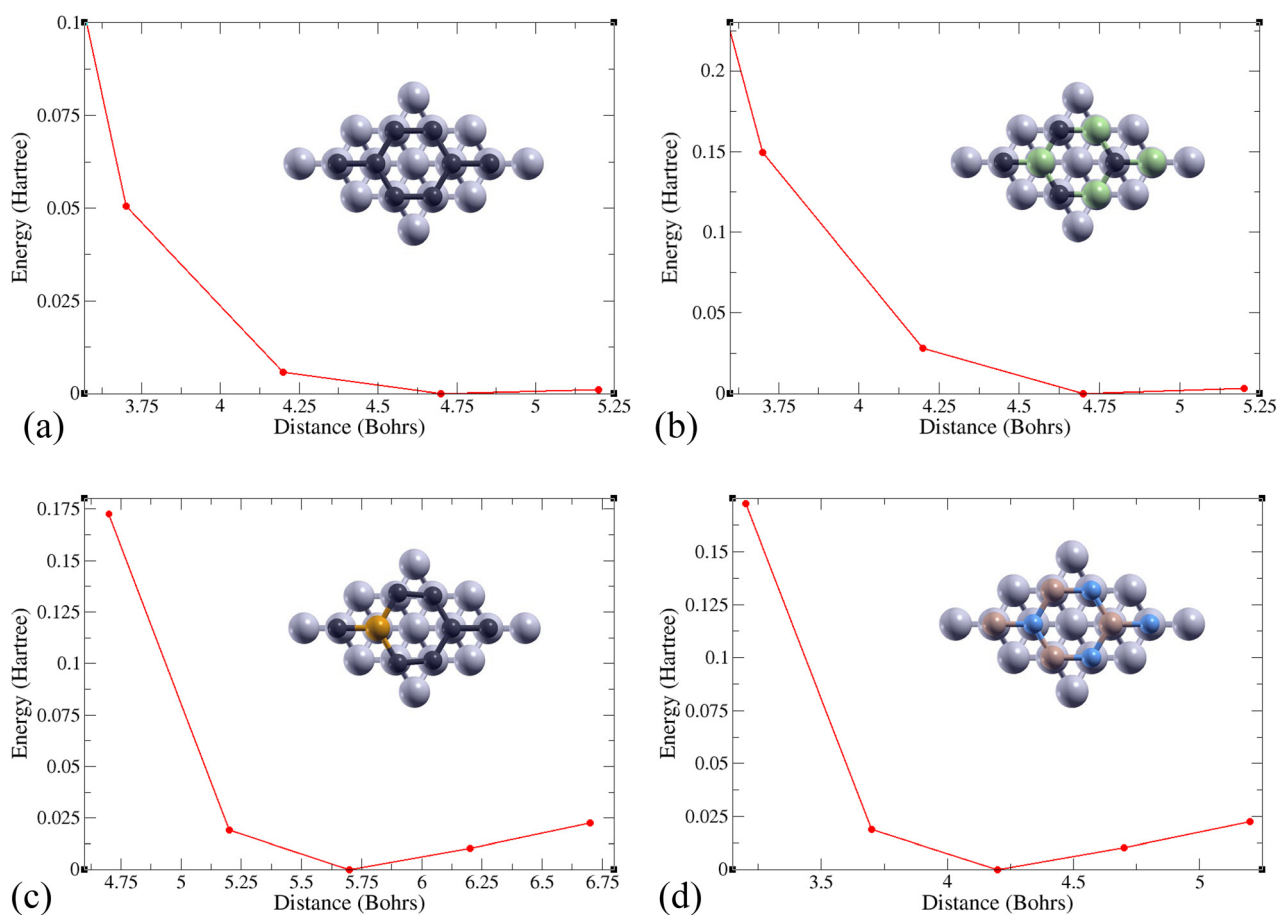 0.1
0.075
0.05
0.025
0
Energy (Hartree)
3.75 4 4.25 4.5 4.75 5 5.25
Distance (Bohrs)
(a)
0.2
0.15
0.1
0.05
0
Energy (Hartree)
3.75 4 4.25 4.5 4.75 5 5.25
Distance (Bohrs)
(b)
0.175
0.15
0.125
0.1
0.075
0.05
0.025
0
Energy (Hartree)
4.75 5 5.25 5.5 5.75 6 6.25 6.5 6.75
Distance (Bohrs)
(c)
0.15
0.125
0.1
0.075
0.05
0.025
0
Energy (Hartree)
3.5 4 4.5 5
Distance (Bohrs)
(d)